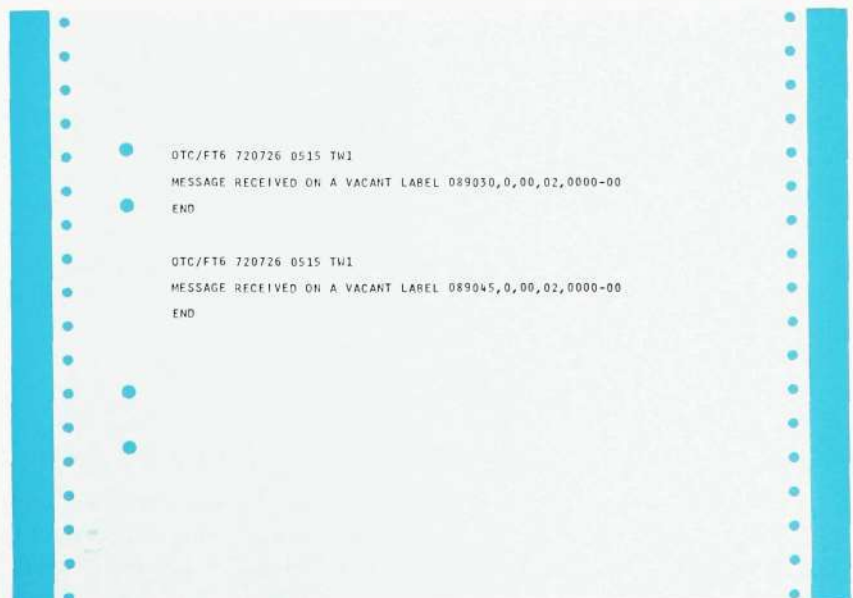 OTC/FT6 720726 0515 TW1
MESSAGE RECEIVED ON A VACANT LABEL 089030,0,00,02,0000-00
END
OTC/FT6 720726 0515 TW1
MESSAGE RECEIVED ON A VACANT LABEL 089045,0,00,02,0000-00
END